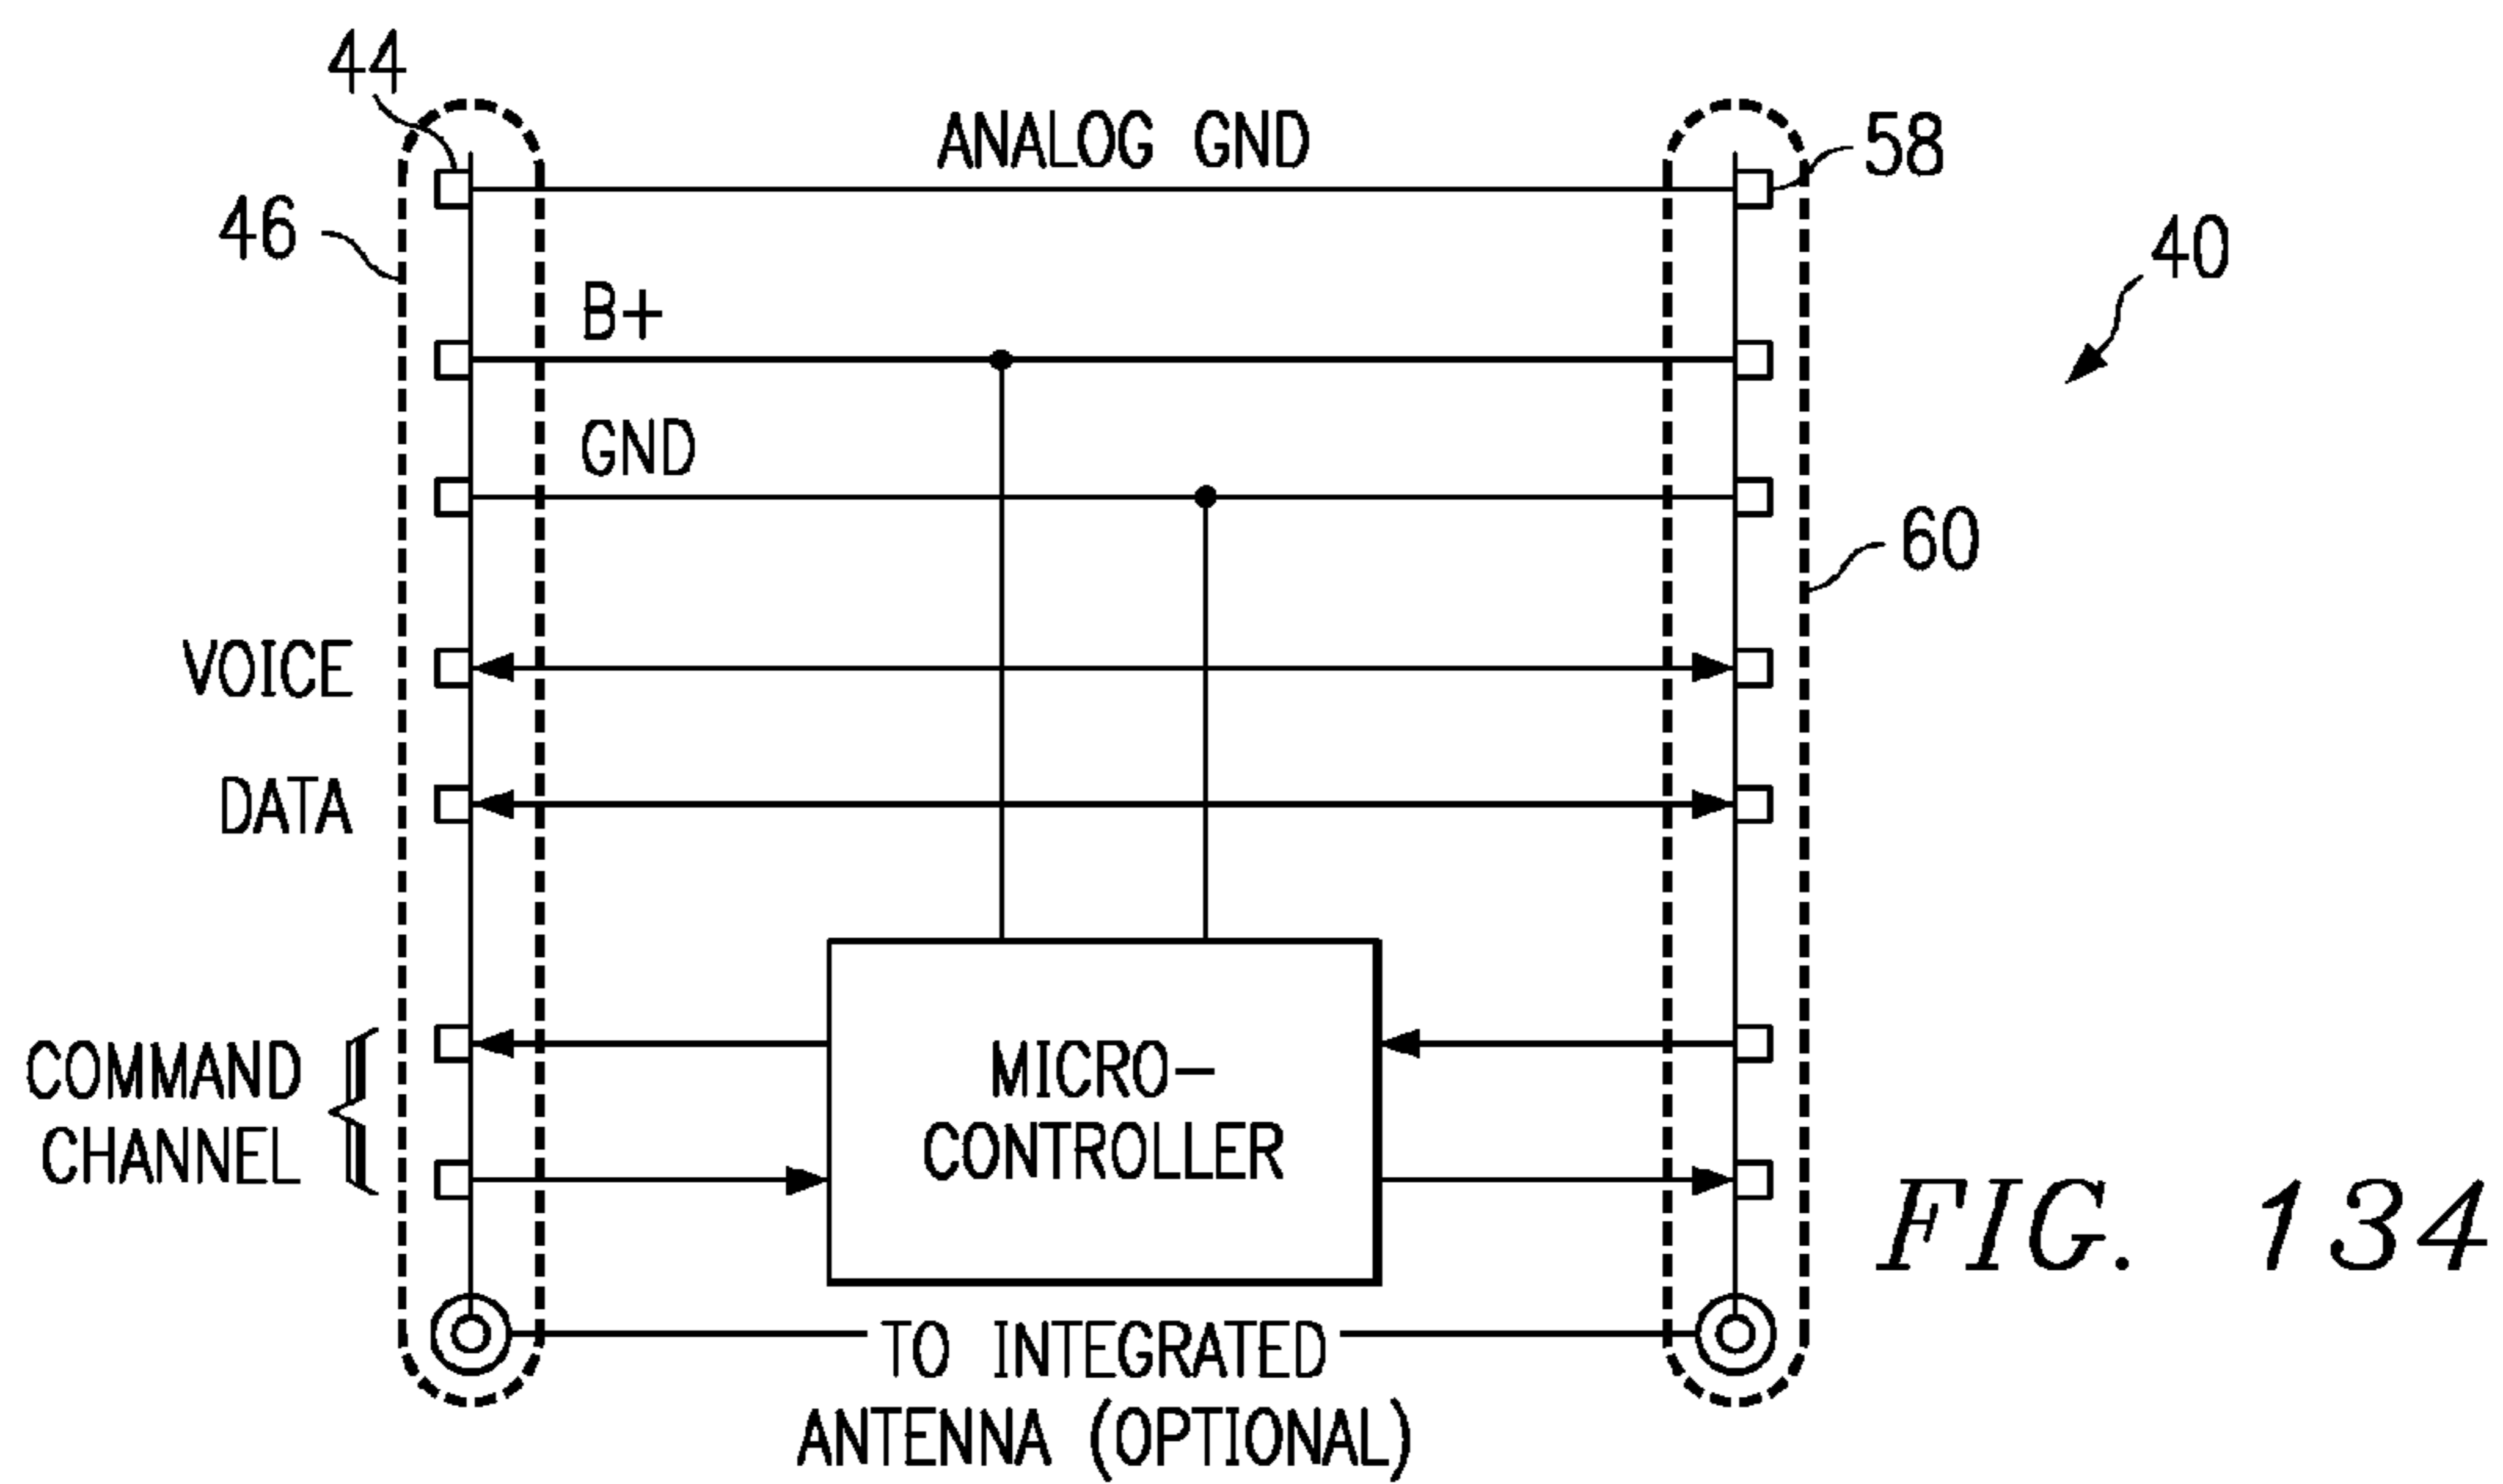 44
ANALOG GND
58
46
40
B+
GND
60
VOICE
DATA
COMMAND
CHANNEL
MICRO-
CONTROLLER
FIG. 134
TO INTEGRATED
ANTENNA (OPTIONAL)